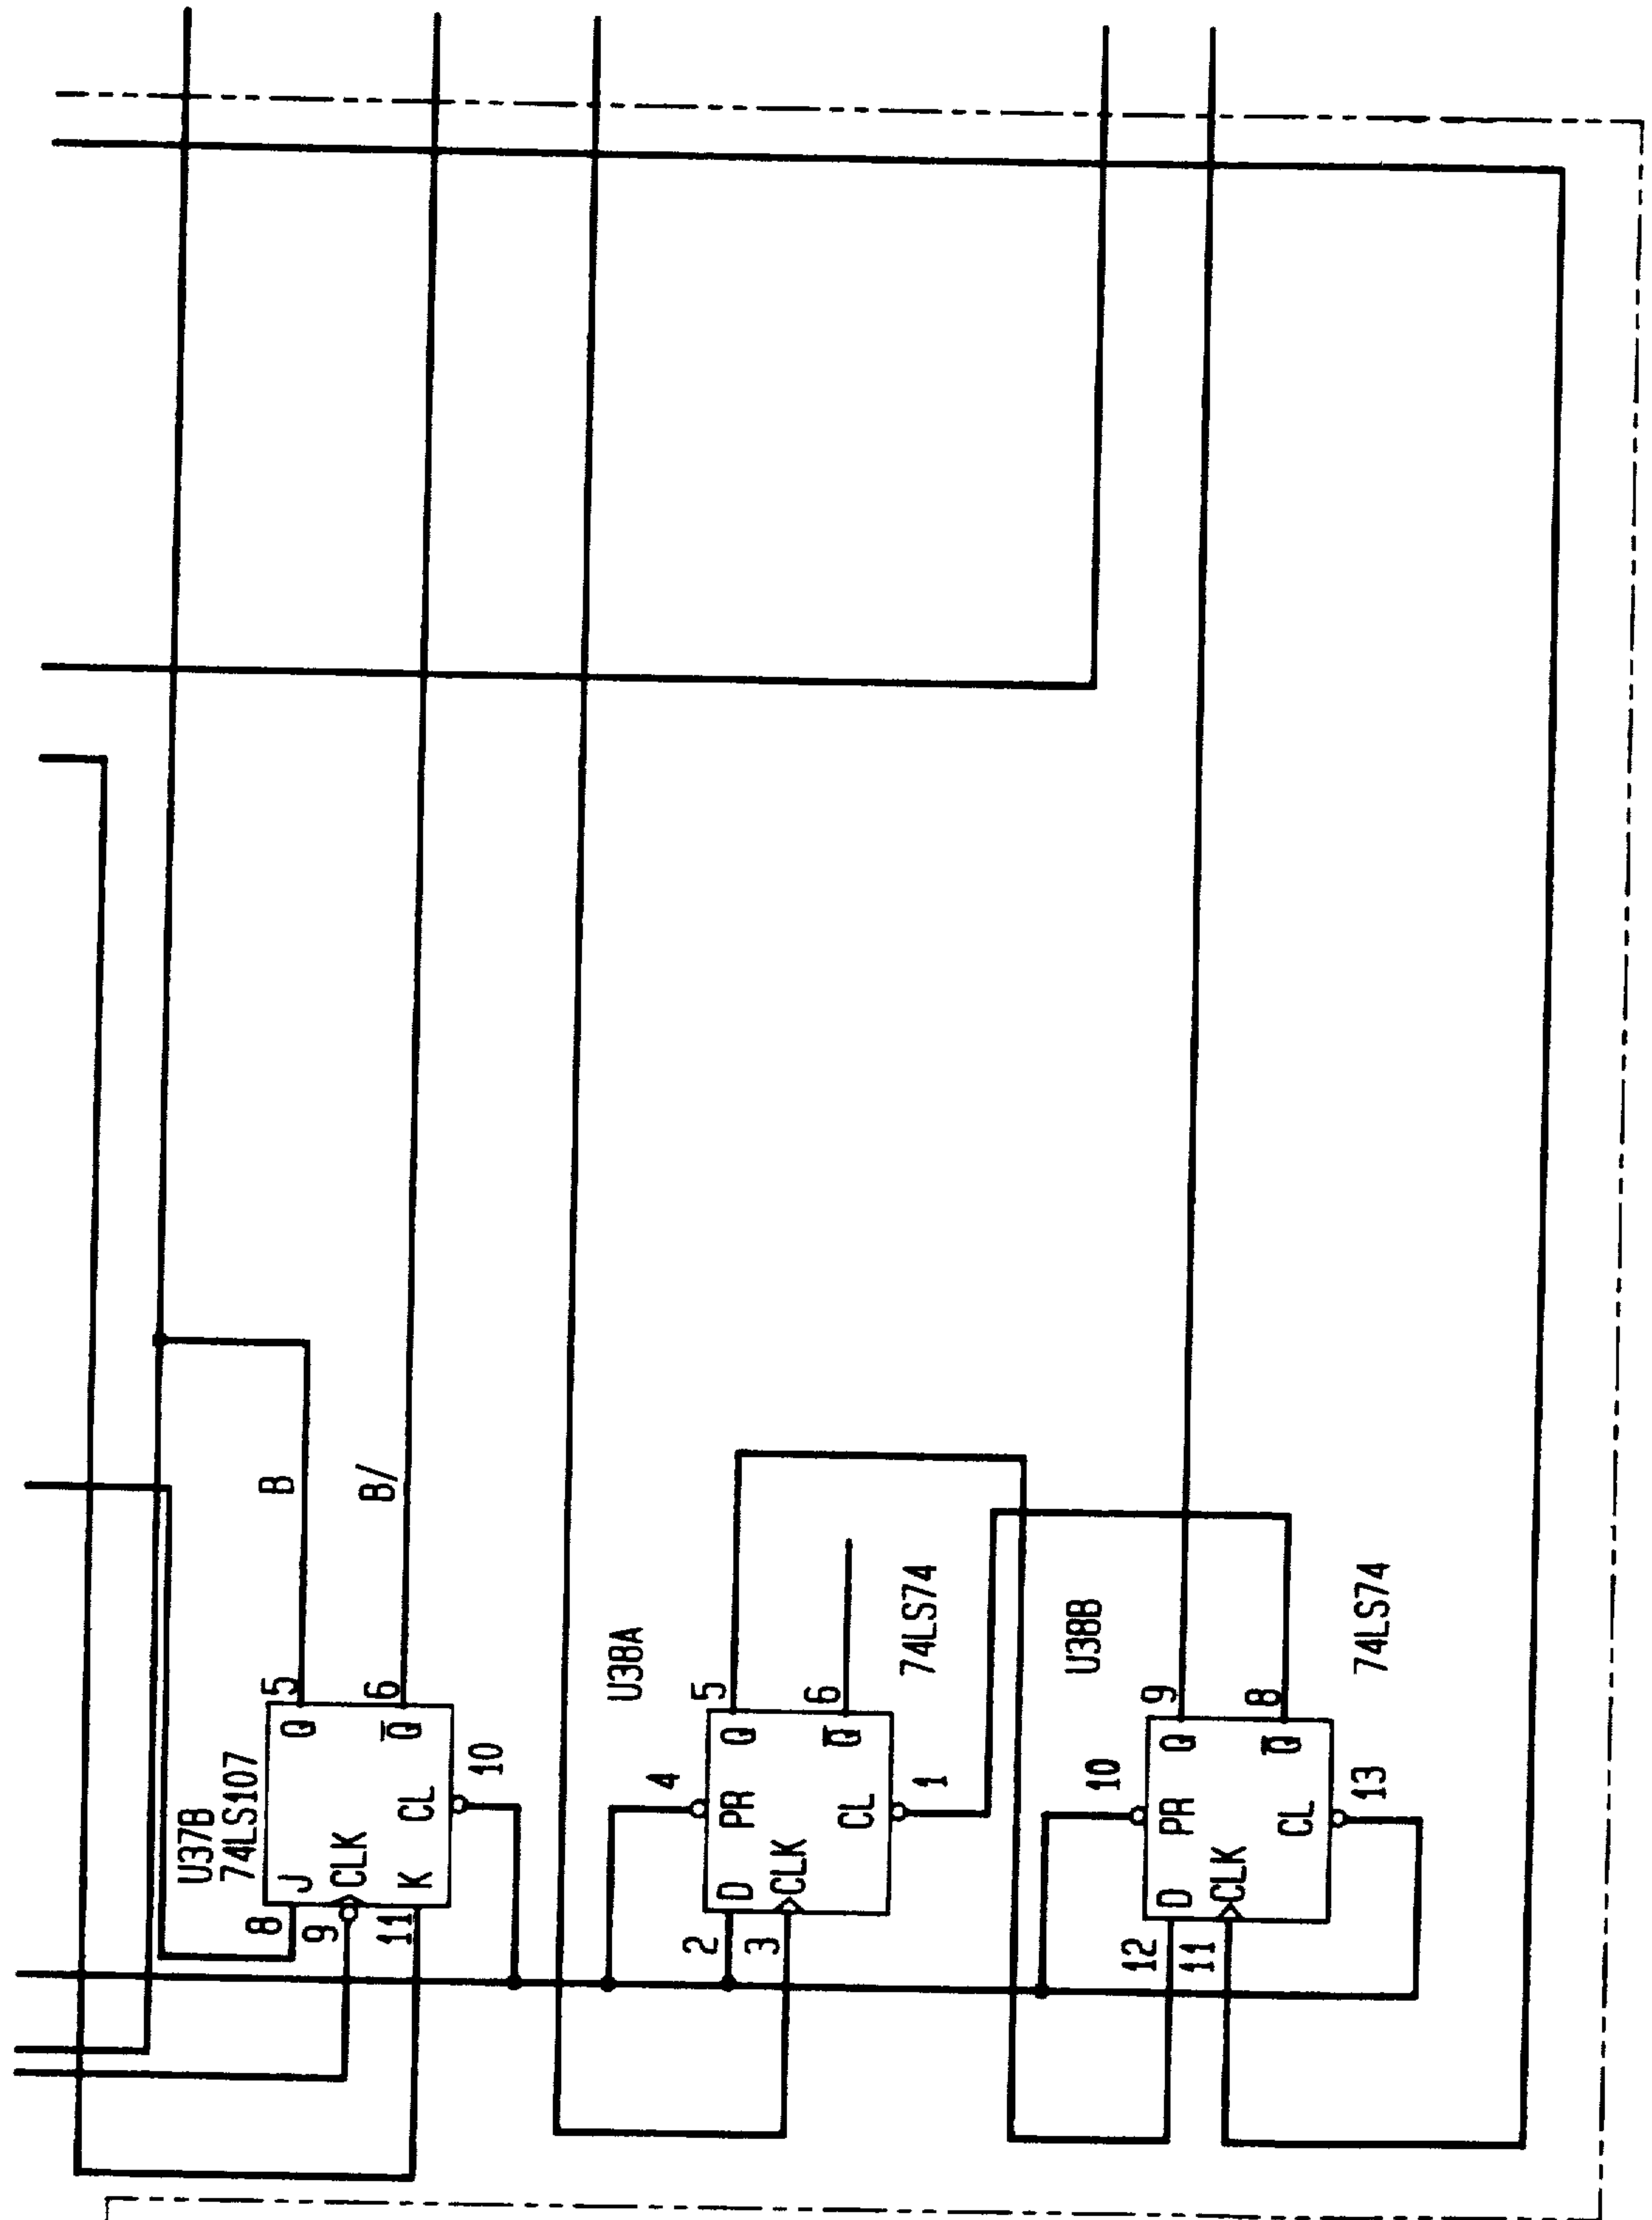 U37B
74LS107
8
J
Q
5
B
9
CLK
11
K
Q̅
6
B/
CL
10
U38A
4
2
D
PR
Q
5
3
CLK
Q̅
6
CL
1
74LS74
U38B
10
12
D
PR
Q
9
11
CLK
Q̅
8
CL
13
74LS74